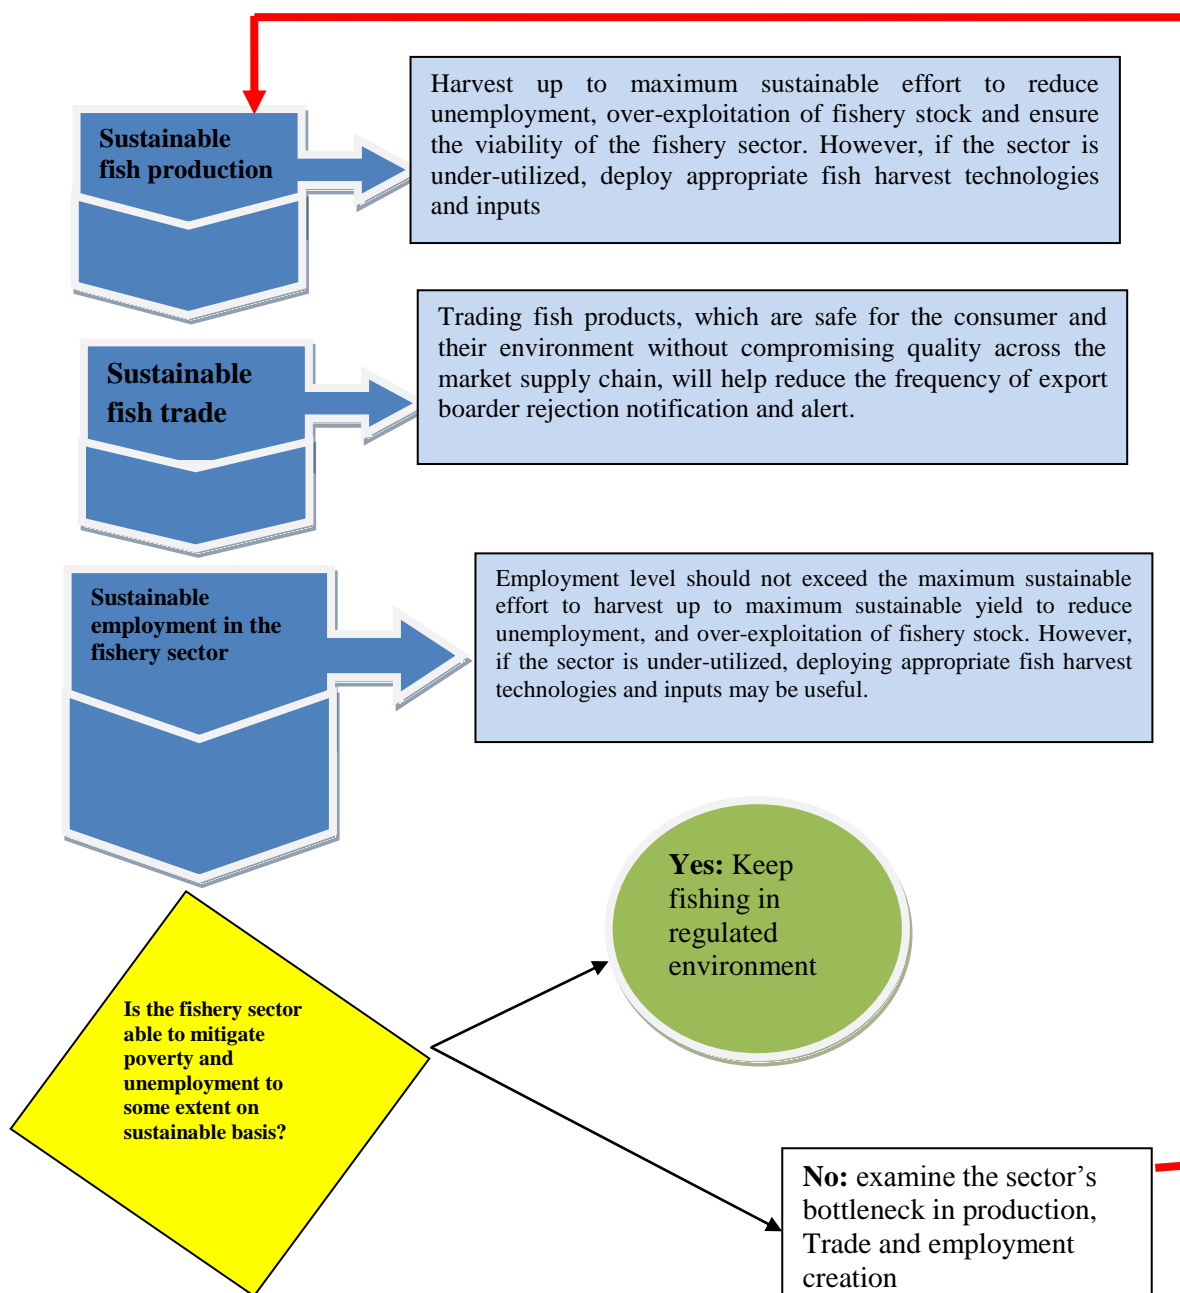 Sustainable
fish production
Harvest up to maximum sustainable effort to reduce
unemployment, over-exploitation of fishery stock and ensure
the viability of the fishery sector. However, if the sector is
under-utilized, deploy appropriate fish harvest technologies
and inputs
Sustainable
fish trade
Trading fish products, which are safe for the consumer and
their environment without compromising quality across the
market supply chain, will help reduce the frequency of export
boarder rejection notification and alert.
Sustainable
employment in the
fishery sector
Employment level should not exceed the maximum sustainable
effort to harvest up to maximum sustainable yield to reduce
unemployment, and over-exploitation of fishery stock. However,
if the sector is under-utilized, deploying appropriate fish harvest
technologies and inputs may be useful.
Yes: Keep
fishing in
regulated
environment
Is the fishery sector
able to mitigate
poverty and
unemployment to
some extent on
sustainable basis?
No: examine the sector’s
bottleneck in production,
Trade and employment
creation